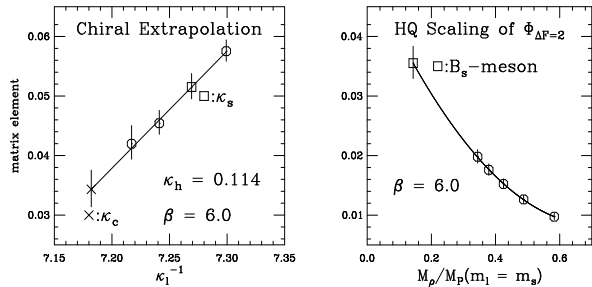 Chiral Extrapolation
0.06
0.05
0.04
0.03
matrix element
□:κs
κh = 0.114
×:κc
β = 6.0
7.15 7.20 7.25 7.30 7.35
κl⁻¹
HQ Scaling of ΦΔF=2
0.04
0.03
0.02
0.01
□:Bs-meson
β = 6.0
0.0 0.2 0.4 0.6
Mρ/MP(ml = ms)